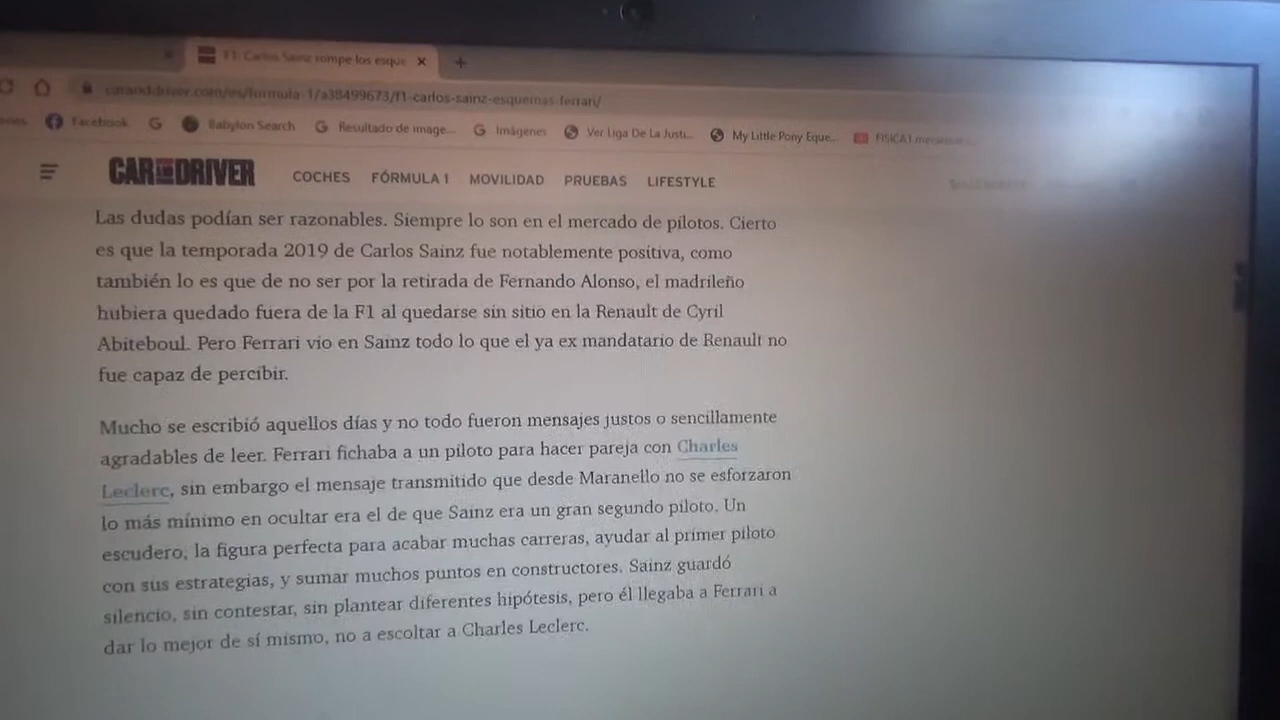 F1: Carlos Sainz rompe los esque
caranddriver.com/es/formula-1/a38499673/f1-carlos-sainz-esquemas-ferrari/
Facebook Babylon Search Resultado de image... Imágenes Ver Liga De La Justi... My Little Pony Eque... FISICA1
CAR AND DRIVER COCHES FÓRMULA 1 MOVILIDAD PRUEBAS LIFESTYLE
Las dudas podían ser razonables. Siempre lo son en el mercado de pilotos. Cierto
es que la temporada 2019 de Carlos Sainz fue notablemente positiva, como
también lo es que de no ser por la retirada de Fernando Alonso, el madrileño
hubiera quedado fuera de la F1 al quedarse sin sitio en la Renault de Cyril
Abiteboul. Pero Ferrari vio en Sainz todo lo que el ya ex mandatario de Renault no
fue capaz de percibir.
Mucho se escribió aquellos días y no todo fueron mensajes justos o sencillamente
agradables de leer. Ferrari fichaba a un piloto para hacer pareja con Charles
Leclerc, sin embargo el mensaje transmitido que desde Maranello no se esforzaron
lo más mínimo en ocultar era el de que Sainz era un gran segundo piloto. Un
escudero, la figura perfecta para acabar muchas carreras, ayudar al primer piloto
con sus estrategias, y sumar muchos puntos en constructores. Sainz guardó
silencio, sin contestar, sin plantear diferentes hipótesis, pero él llegaba a Ferrari a
dar lo mejor de sí mismo, no a escoltar a Charles Leclerc.